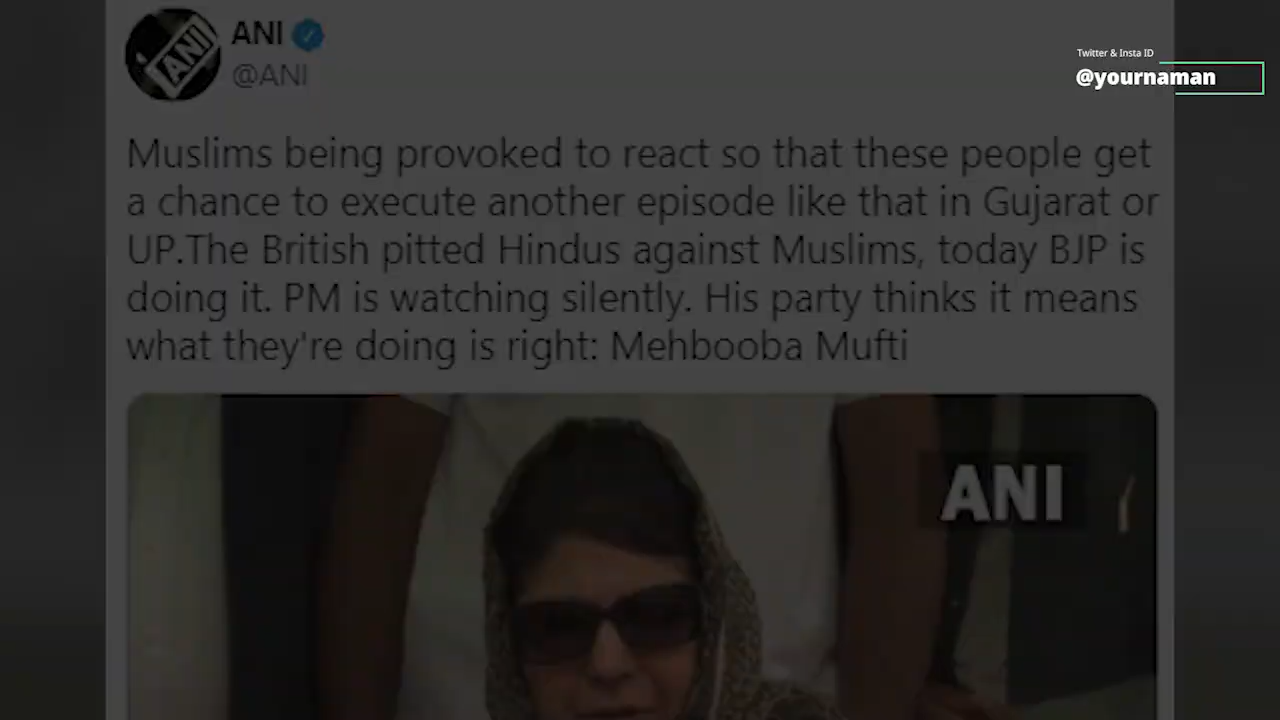 ANI
@ANI
Twitter & Insta ID
@yournaman
Muslims being provoked to react so that these people get
a chance to execute another episode like that in Gujarat or
UP.The British pitted Hindus against Muslims, today BJP is
doing it. PM is watching silently. His party thinks it means
what they're doing is right: Mehbooba Mufti
ANI
ANI